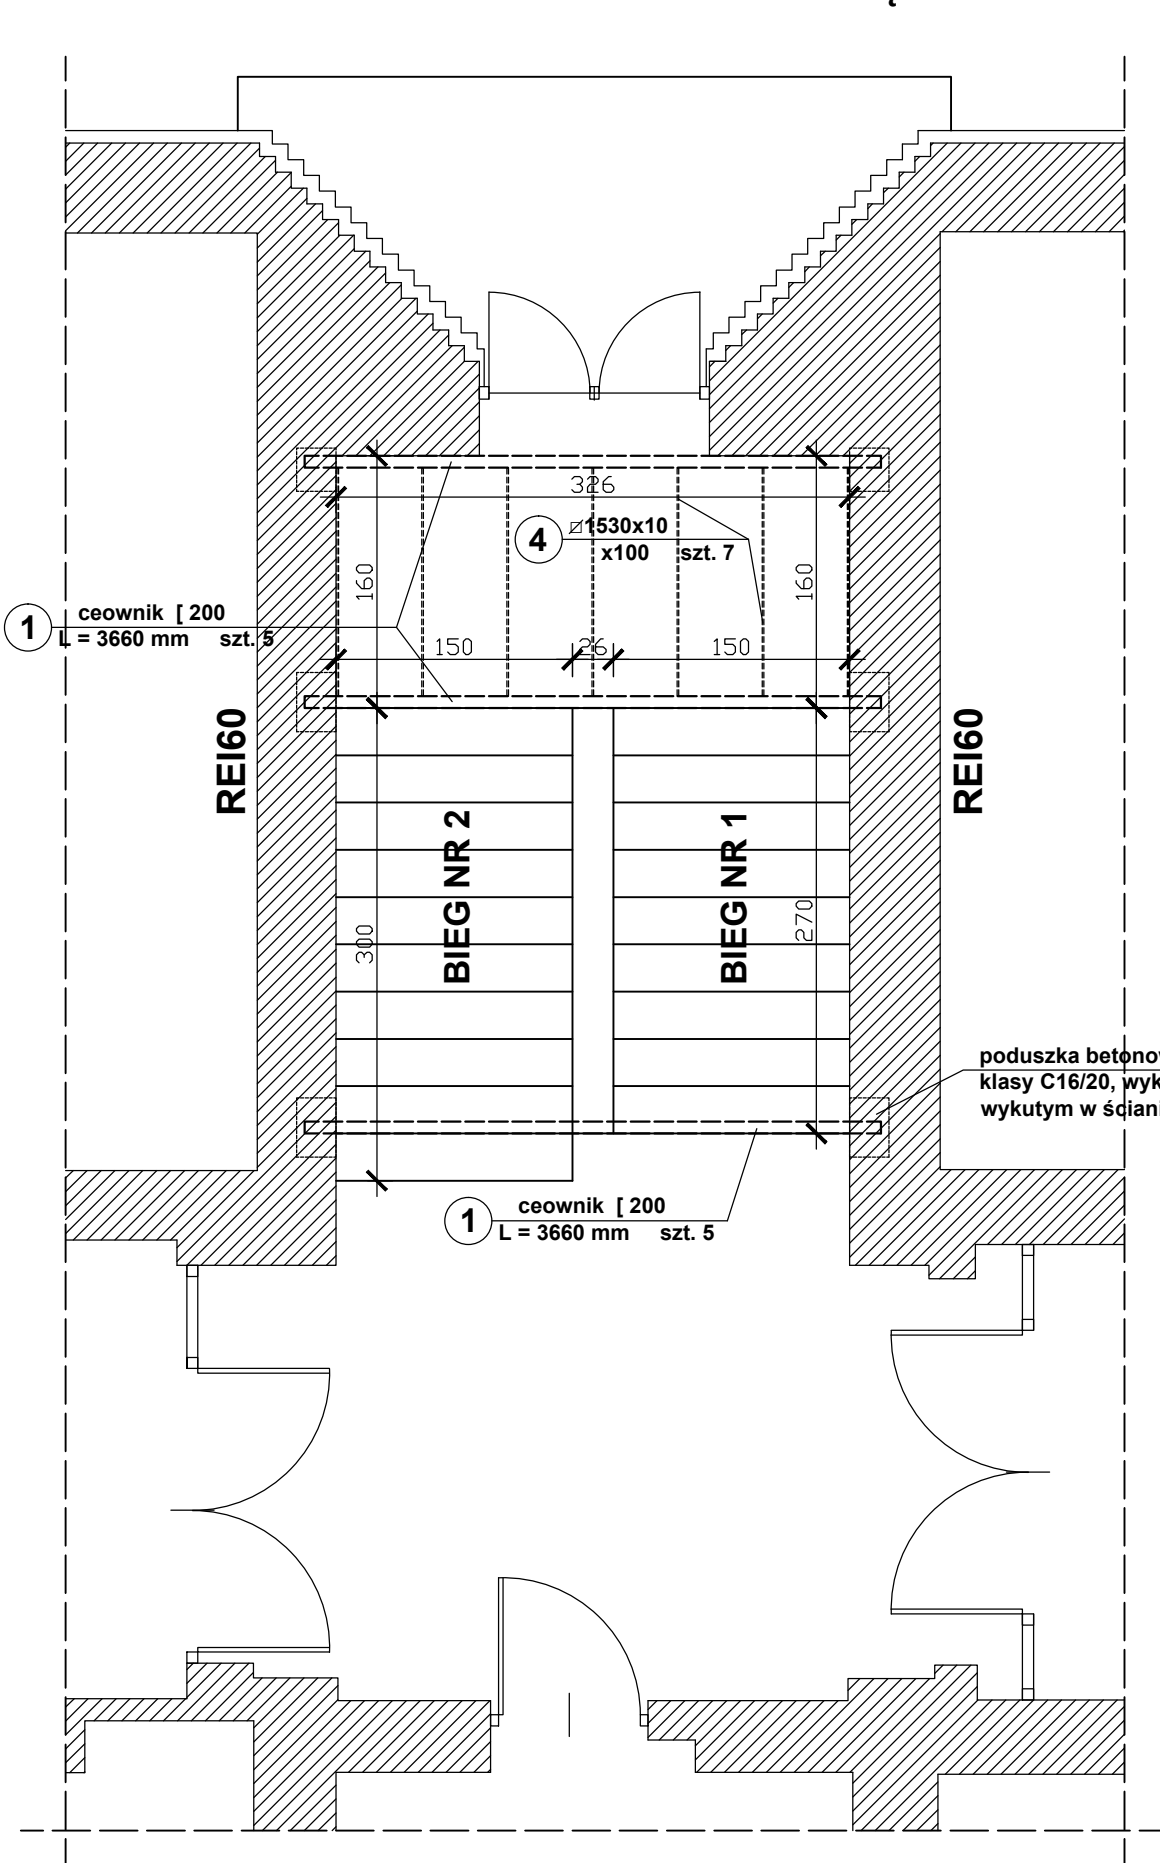 326
4
1530x10
x100 szt. 7
160
160
1
ceownik [ 200
L = 3660 mm szt. 5
150
26
150
REI60
REI60
BIEG NR 2
BIEG NR 1
300
270
poduszka betonow
klasy C16/20, wyk
wykutym w ściani
1
ceownik [ 200
L = 3660 mm szt. 5